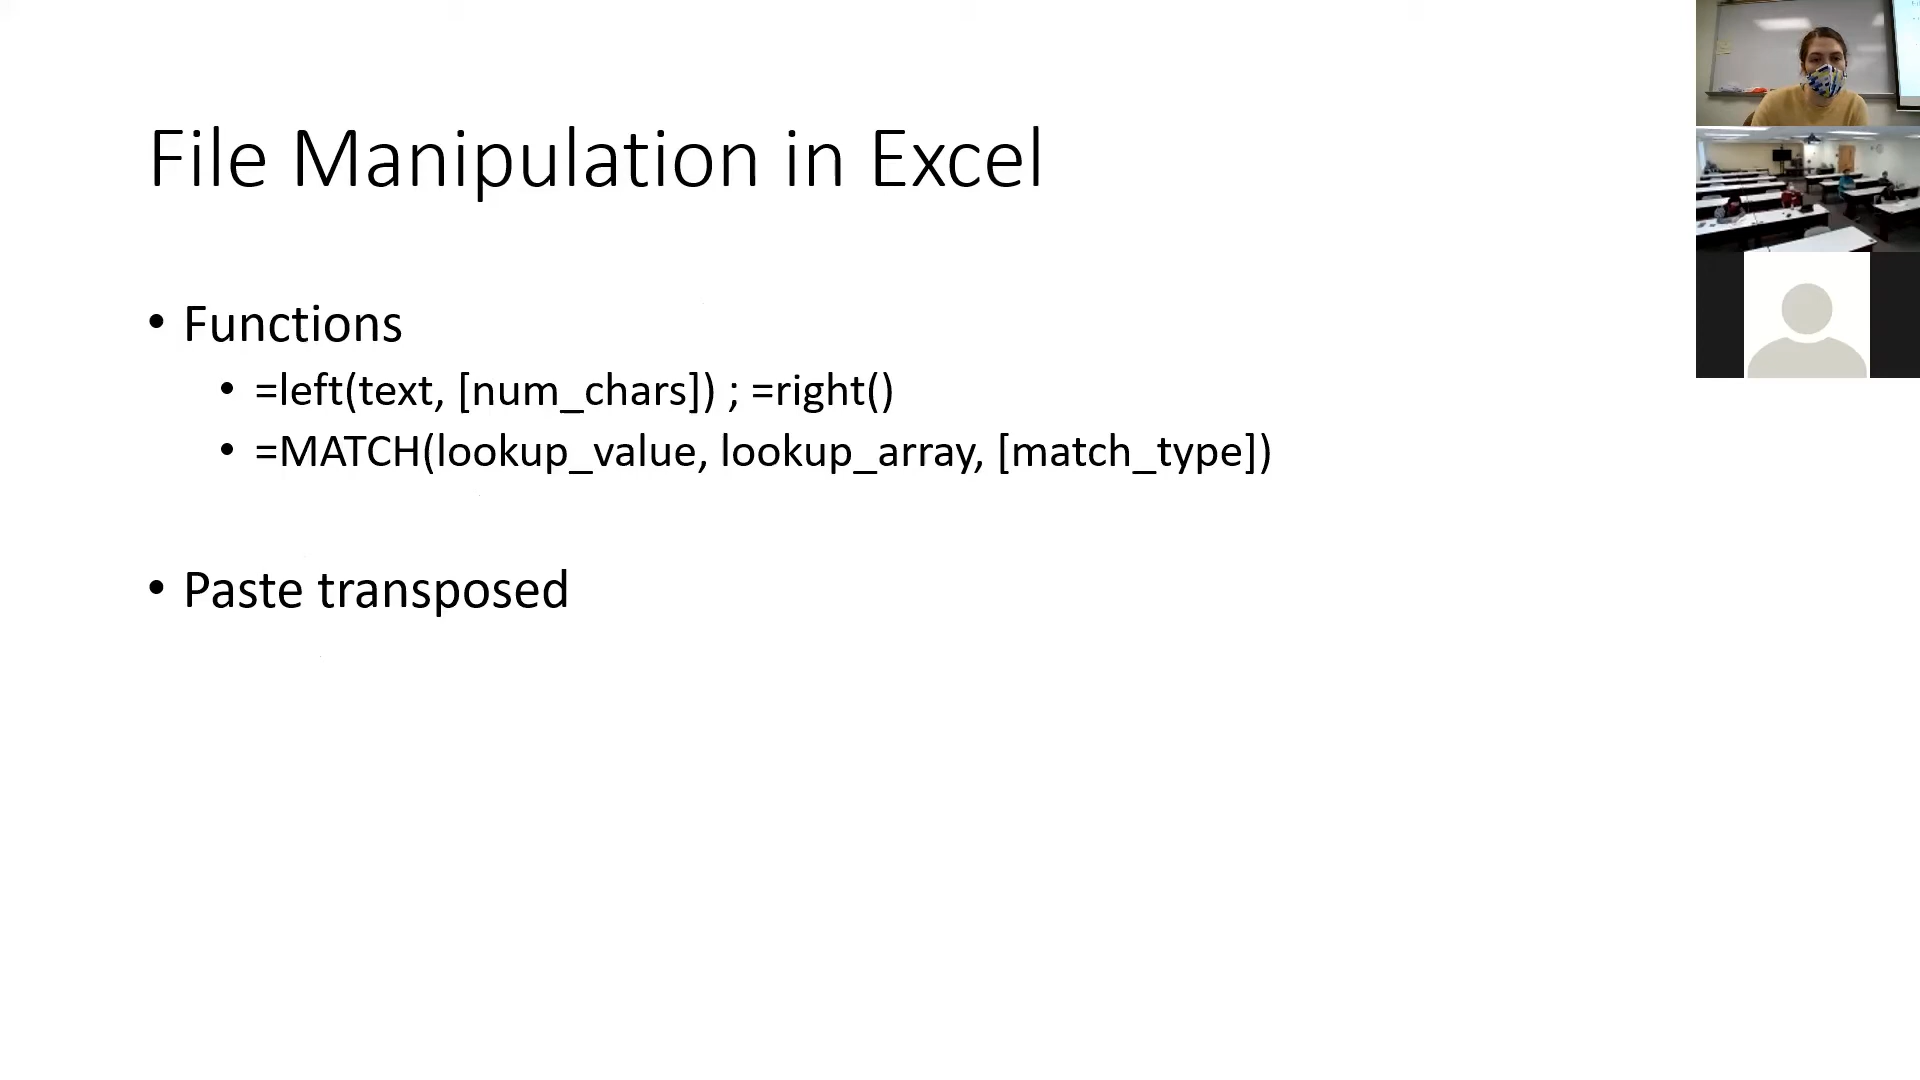 File Manipulation in Excel
• Functions
• =left(text, [num_chars]) ; =right()
• =MATCH(lookup_value, lookup_array, [match_type])
• Paste transposed